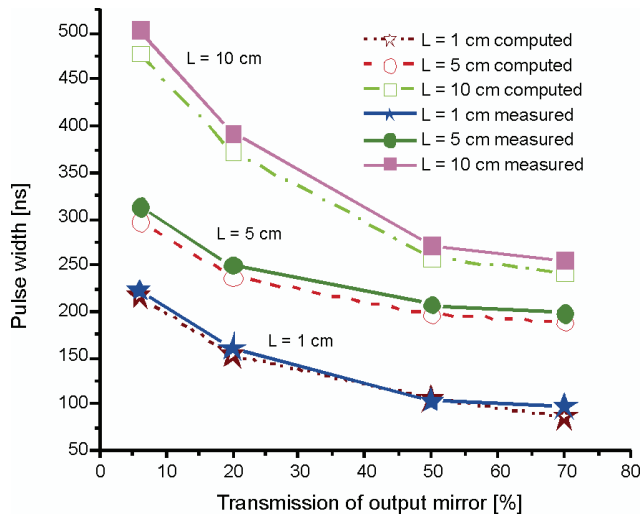 500
450
400
350
300
250
200
150
100
50
Pulse width [ns]
L = 10 cm
L = 5 cm
L = 1 cm
L = 1 cm computed
L = 5 cm computed
L = 10 cm computed
L = 1 cm measured
L = 5 cm measured
L = 10 cm measured
0 10 20 30 40 50 60 70 80
Transmission of output mirror [%]